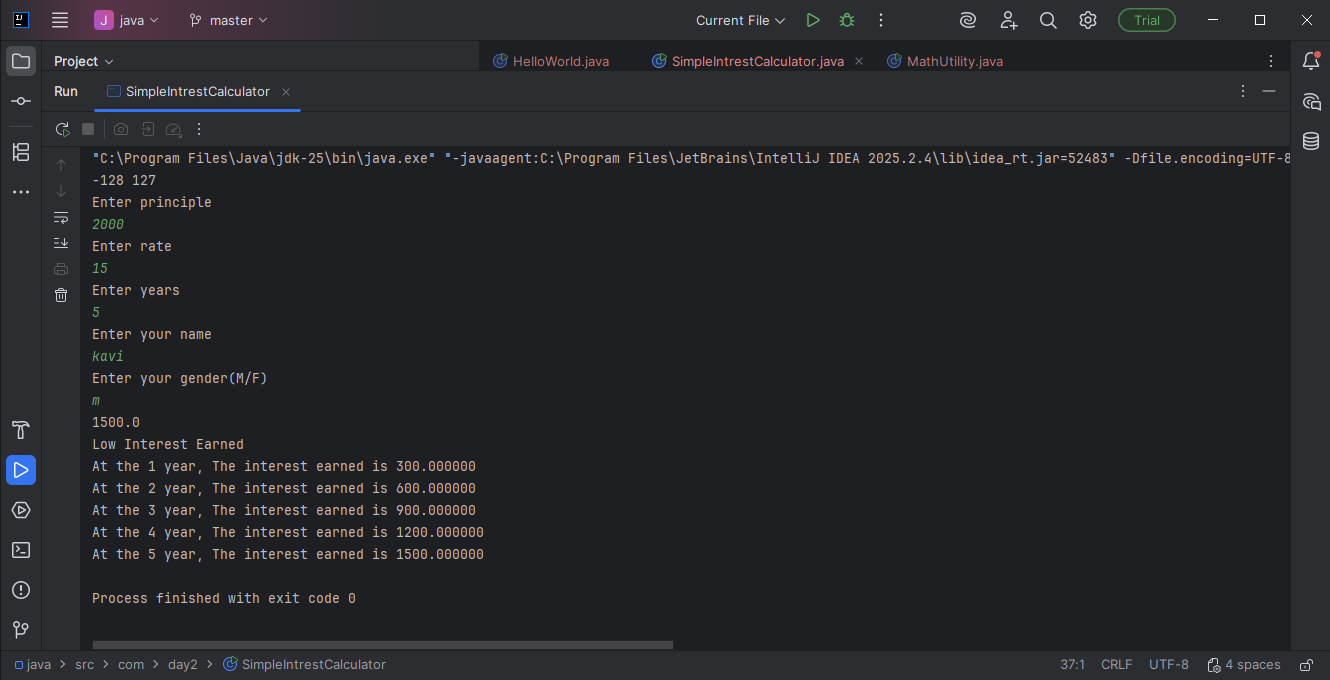 J java master Current File Trial
Project HelloWorld.java SimpleIntrestCalculator.java MathUtility.java
Run SimpleIntrestCalculator
"C:\Program Files\Java\jdk-25\bin\java.exe" "-javaagent:C:\Program Files\JetBrains\IntelliJ IDEA 2025.2.4\lib\idea_rt.jar=52483" -Dfile.encoding=UTF-8
-128 127
Enter principle
2000
Enter rate
15
Enter years
5
Enter your name
kavi
Enter your gender(M/F)
m
1500.0
Low Interest Earned
At the 1 year, The interest earned is 300.000000
At the 2 year, The interest earned is 600.000000
At the 3 year, The interest earned is 900.000000
At the 4 year, The interest earned is 1200.000000
At the 5 year, The interest earned is 1500.000000
Process finished with exit code 0
java > src > com > day2 > SimpleIntrestCalculator 37:1 CRLF UTF-8 4 spaces